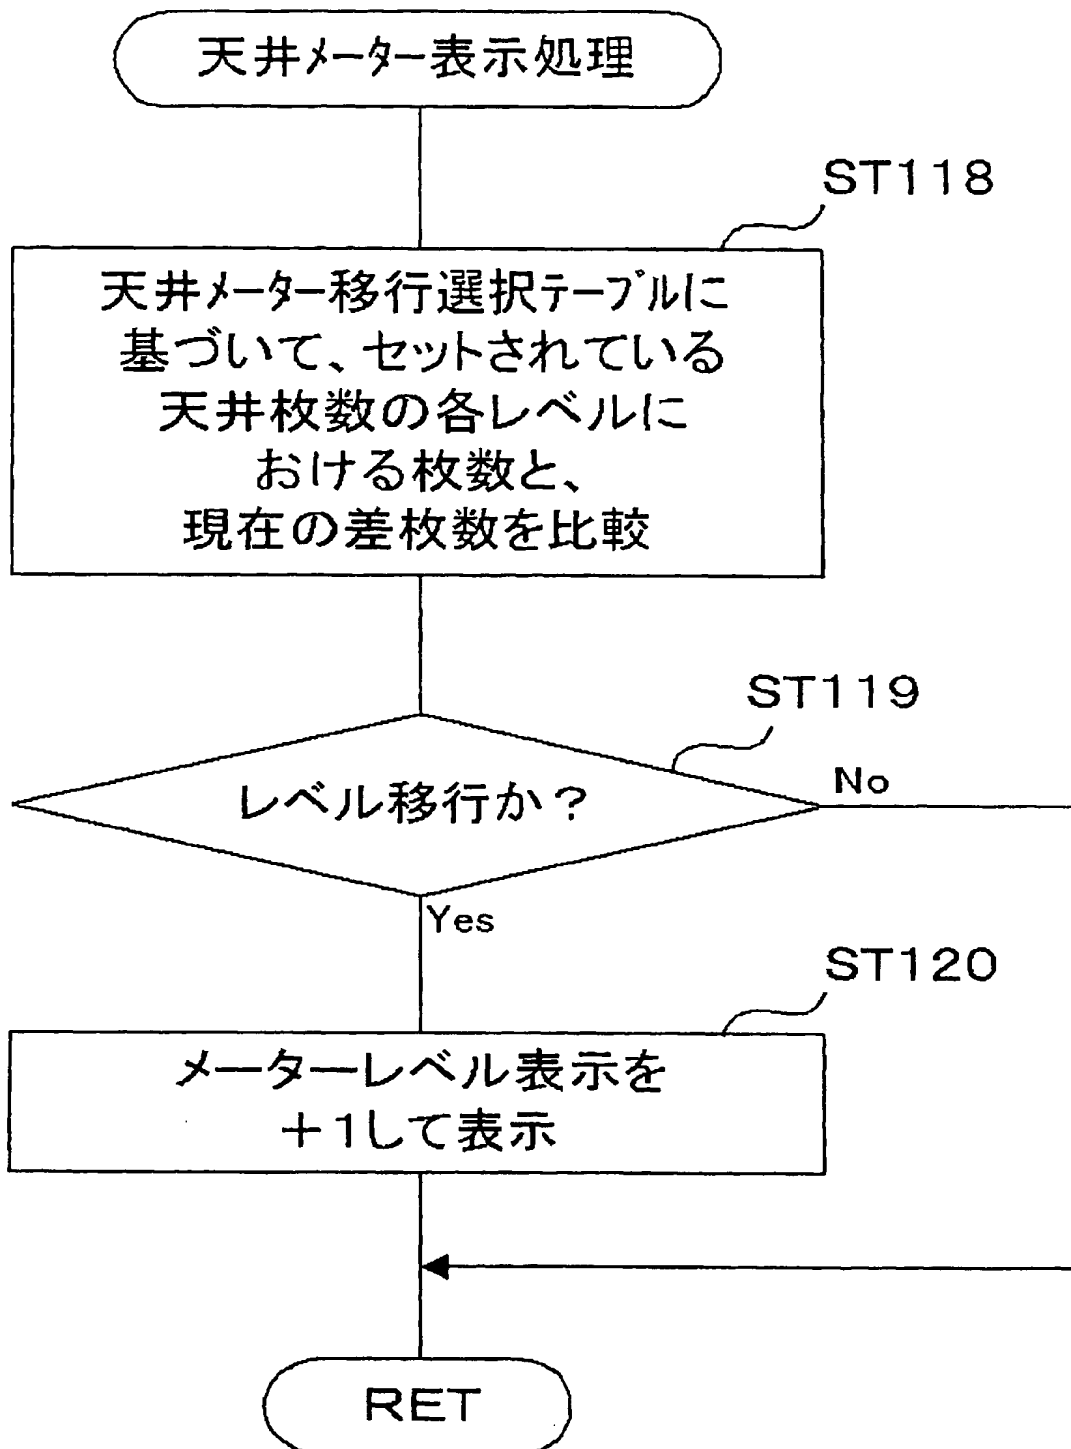 天井メーター表示処理
ST118
天井メーター移行選択テーブルに
基づいて、セットされている
天井枚数の各レベルに
おける枚数と、
現在の差枚数を比較
ST119
レベル移行か?
No
Yes
ST120
メーターレベル表示を
+1して表示
RET